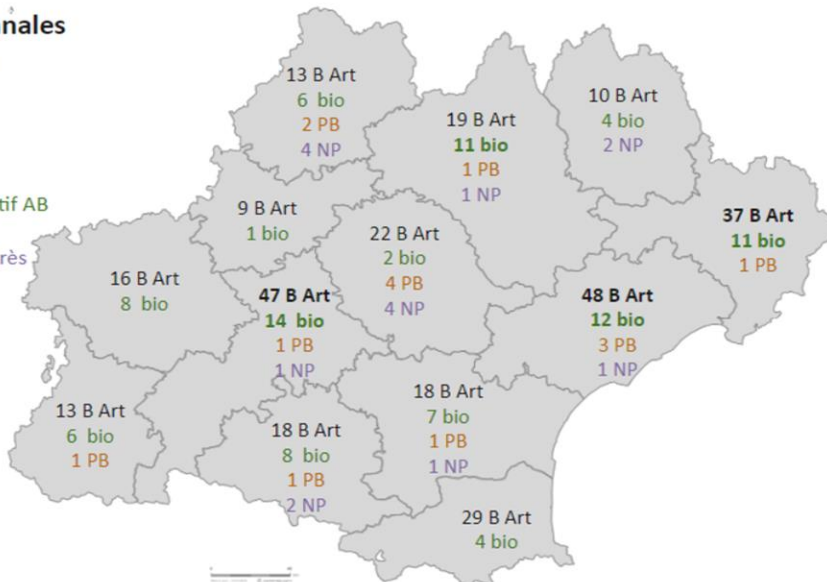 nales
tif AB
rès
13 B Art
6 bio
2 PB
4 NP
19 B Art
11 bio
1 PB
1 NP
10 B Art
4 bio
2 NP
9 B Art
1 bio
22 B Art
2 bio
4 PB
4 NP
37 B Art
11 bio
1 PB
16 B Art
8 bio
47 B Art
14 bio
1 PB
1 NP
48 B Art
12 bio
3 PB
1 NP
13 B Art
6 bio
1 PB
18 B Art
8 bio
1 PB
2 NP
18 B Art
7 bio
1 PB
1 NP
29 B Art
4 bio